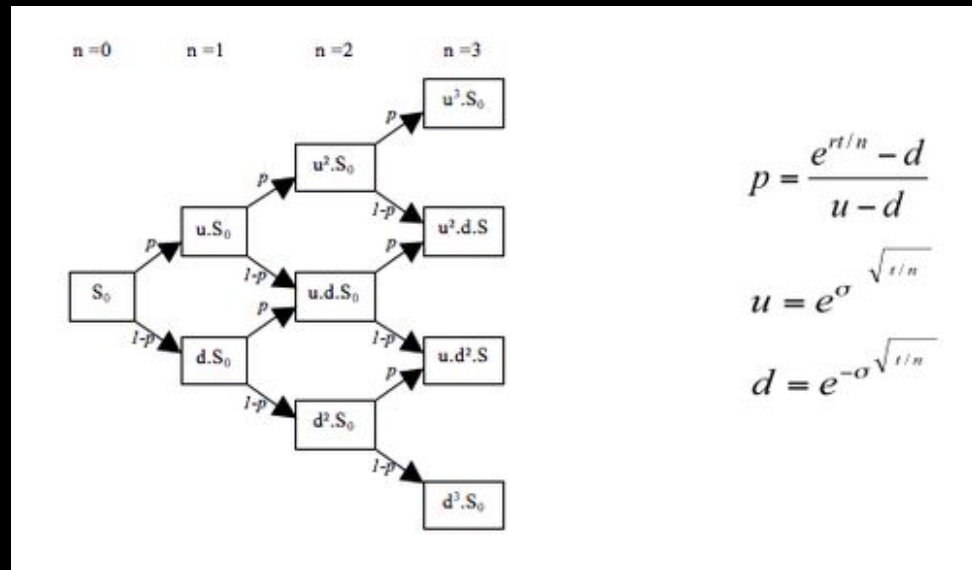 n =0 n =1 n =2 n =3
u³.S₀
p
u².S₀
p
1-p
u.S₀
u².d.S
p
p
1-p
S₀
u.d.S₀
1-p
p
1-p
d.S₀
u.d².S
p
1-p
d².S₀
1-p
d³.S₀
p = (e^{rt/n} − d) / (u − d)
u = e^{σ √{t/n}}
d = e^{−σ √{t/n}}